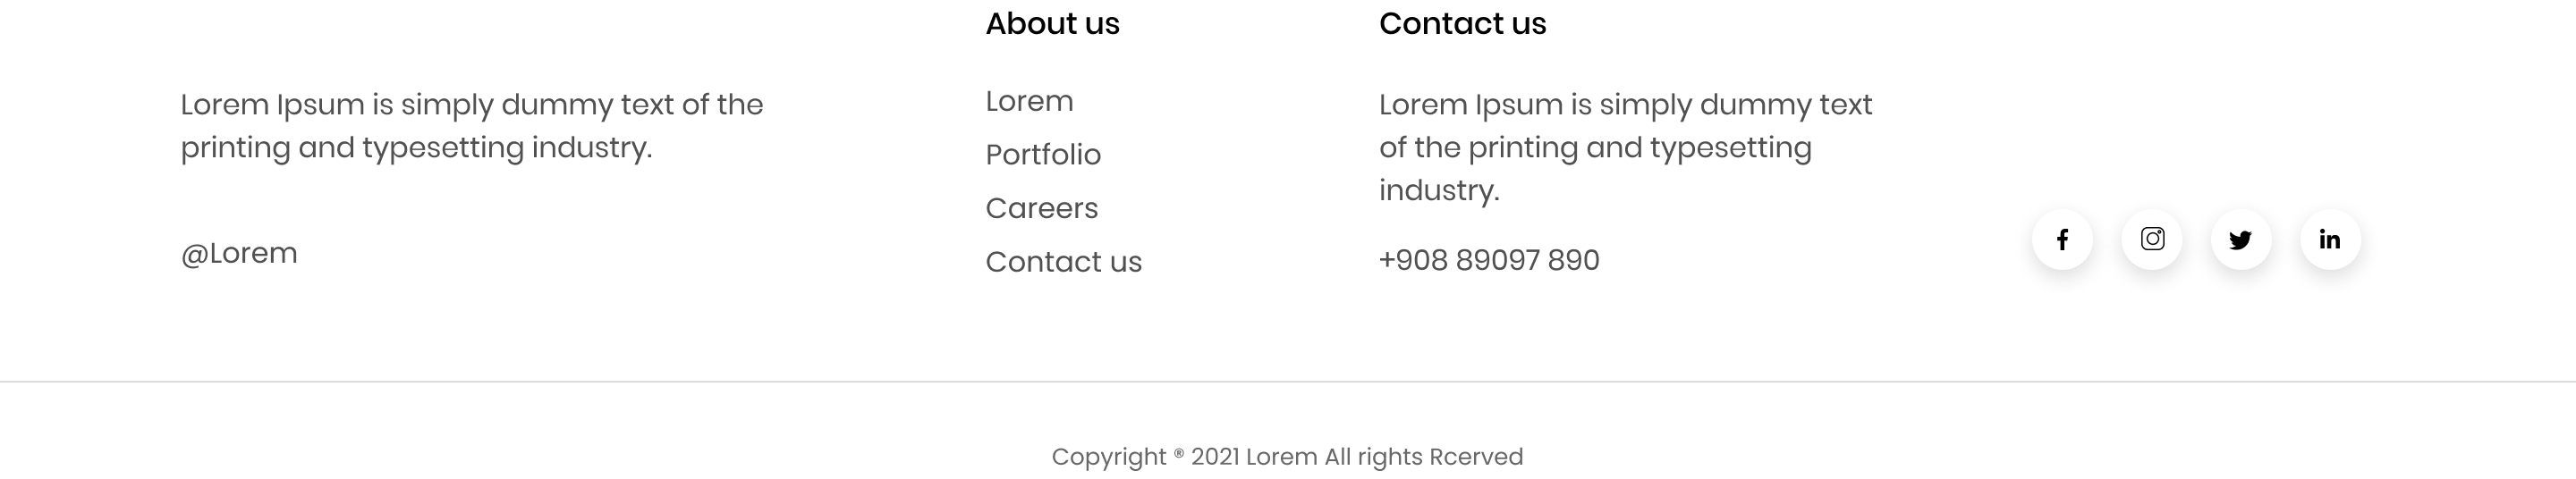 Lorem Ipsum is simply dummy text of the
printing and typesetting industry.
@Lorem
About us
Lorem
Portfolio
Careers
Contact us
Contact us
Lorem Ipsum is simply dummy text
of the printing and typesetting
industry.
+908 89097 890
f
in
Copyright ® 2021 Lorem All rights Rcerved